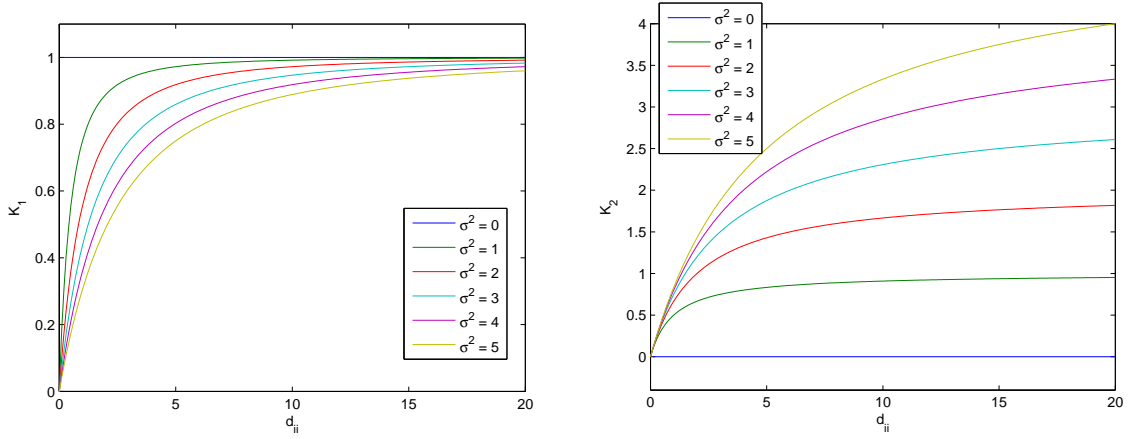 1
0.8
0.6
0.4
0.2
0
K₁
σ² = 0
σ² = 1
σ² = 2
σ² = 3
σ² = 4
σ² = 5
0 5 10 15 20
d_ii
4
3.5
3
2.5
2
1.5
1
0.5
0
K₂
σ² = 0
σ² = 1
σ² = 2
σ² = 3
σ² = 4
σ² = 5
0 5 10 15 20
d_ii